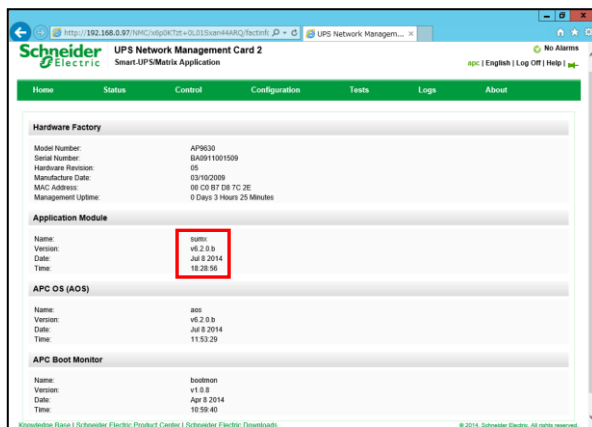 http://192.168.0.97/NMC/x6p0KTzt+0L01Sxan44ARQ/factinfo
UPS Network Managem...
Schneider Electric
UPS Network Management Card 2
Smart-UPS/Matrix Application
No Alarms
apc | English | Log Off | Help |
Home Status Control Configuration Tests Logs About
Hardware Factory
Model Number: AP9630
Serial Number: BA0911001509
Hardware Revision: 05
Manufacture Date: 03/10/2009
MAC Address: 00 C0 B7 D8 7C 2E
Management Uptime: 0 Days 3 Hours 25 Minutes
Application Module
Name: sumx
Version: v6.2.0.b
Date: Jul 8 2014
Time: 18:28:56
APC OS (AOS)
Name: aos
Version: v6.2.0.b
Date: Jul 8 2014
Time: 11:53:29
APC Boot Monitor
Name: bootmon
Version: v1.0.8
Date: Apr 8 2014
Time: 10:59:40
Knowledge Base | Schneider Electric Product Center | Schneider Electric Downloads
© 2014, Schneider Electric. All rights reserved.